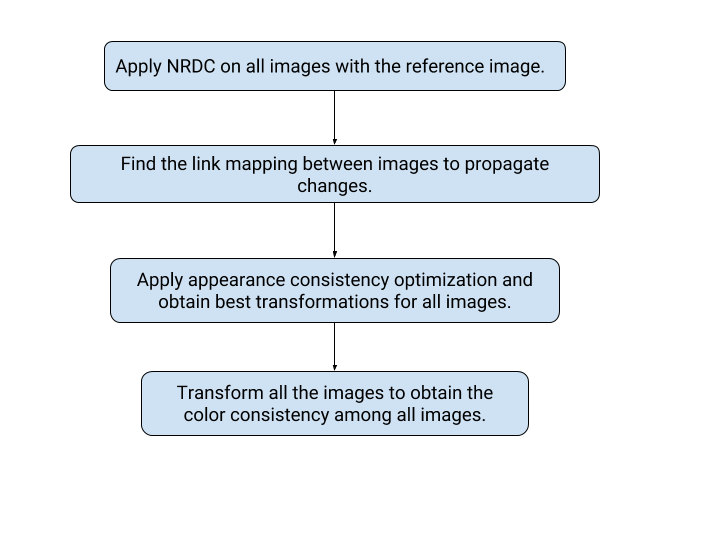 Apply NRDC on all images with the reference image.
Find the link mapping between images to propagate
changes.
Apply appearance consistency optimization and
obtain best transformations for all images.
Transform all the images to obtain the
color consistency among all images.